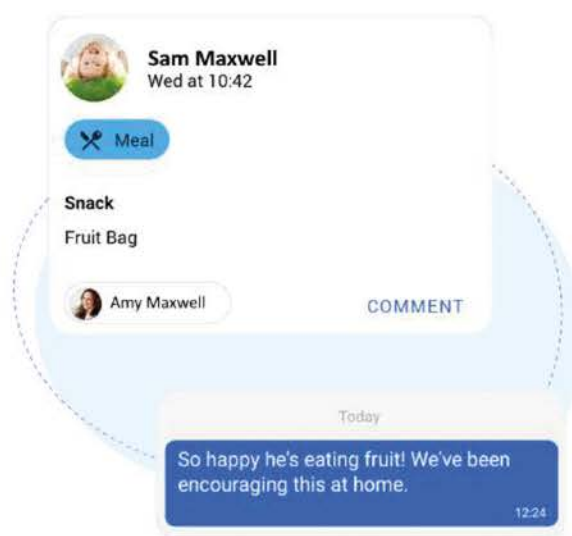 Sam Maxwell
Wed at 10:42
Meal
Snack
Fruit Bag
Amy Maxwell
COMMENT
Today
So happy he's eating fruit! We've been
encouraging this at home.
12:24